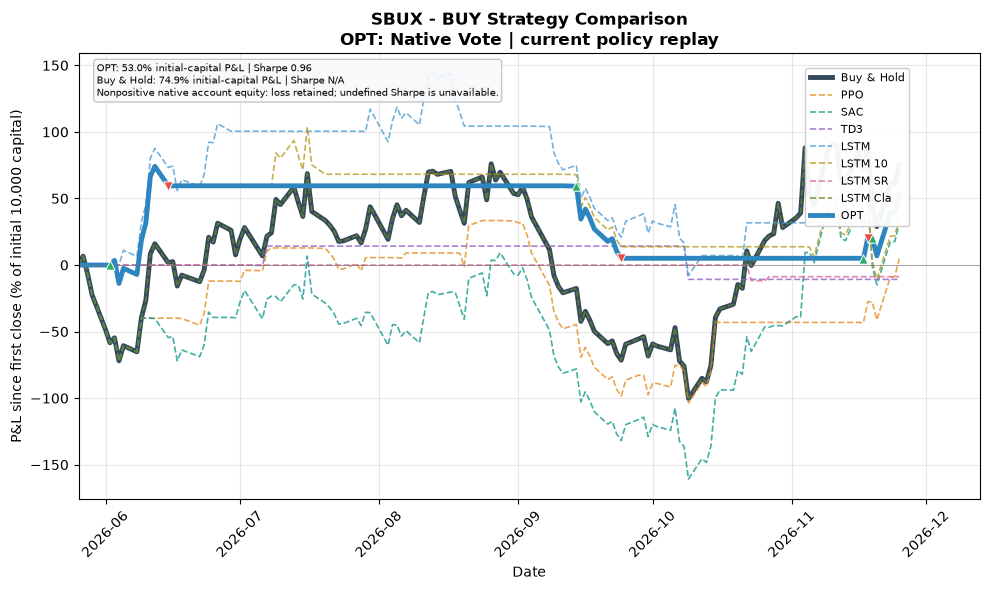 SBUX - BUY Strategy Comparison
OPT: Native Vote | current policy replay
OPT: 53.0% initial-capital P&L | Sharpe 0.96
Buy & Hold: 74.9% initial-capital P&L | Sharpe N/A
Nonpositive native account equity: loss retained; undefined Sharpe is unavailable.
Buy & Hold
PPO
SAC
TD3
LSTM
LSTM 10
LSTM SR
LSTM Cla
OPT
P&L since first close (% of initial 10,000 capital)
150
100
50
0
−50
−100
−150
2026-06
2026-07
2026-08
2026-09
2026-10
2026-11
2026-12
Date